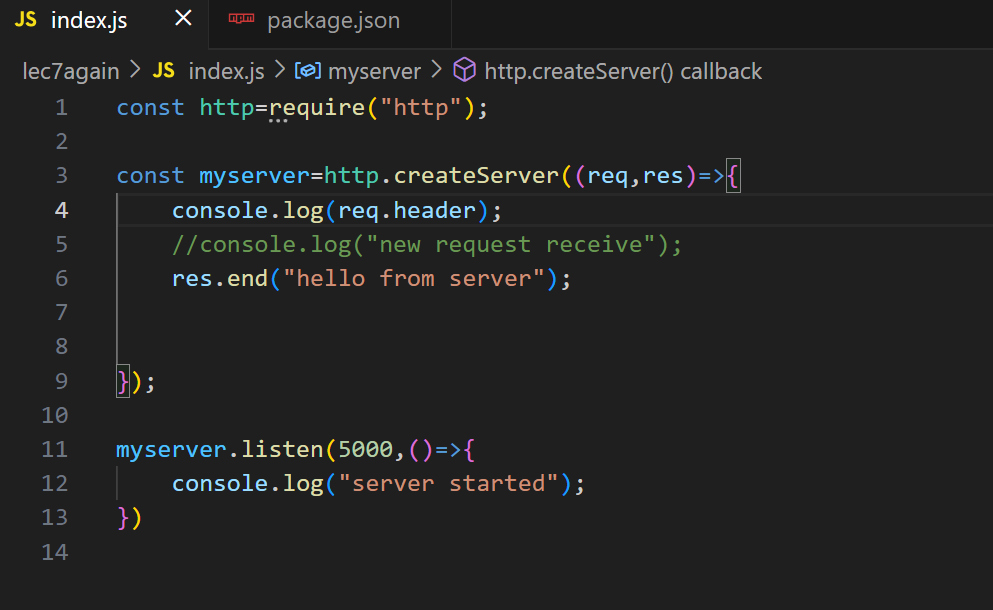 JS index.js × npm package.json
lec7again > JS index.js > myserver > http.createServer() callback
1 const http=require("http");
2
3 const myserver=http.createServer((req,res)=>{
4     console.log(req.header);
5     //console.log("new request receive");
6     res.end("hello from server");
7
8
9 });
10
11 myserver.listen(5000,()=>{
12     console.log("server started");
13 })
14